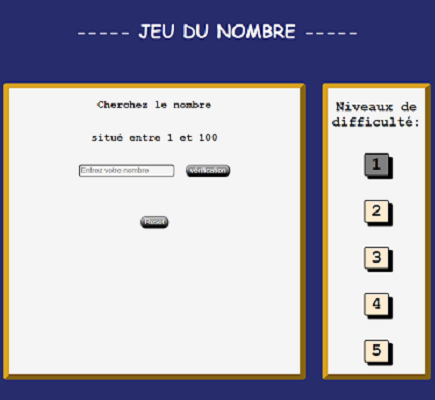 ----- JEU DU NOMBRE -----
Cherchez le nombre
situé entre 1 et 100
Entrez votre nombre
vérification
Reset
Niveaux de
difficulté:
1
2
3
4
5